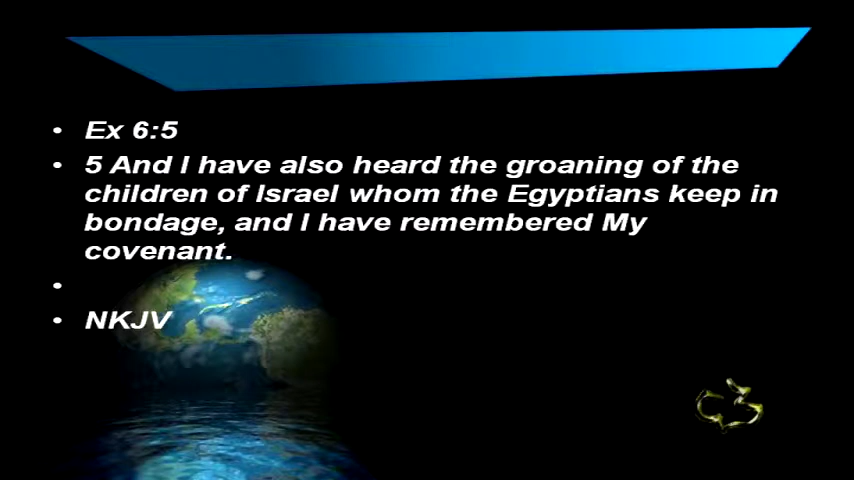 • Ex 6:5
• 5 And I have also heard the groaning of the
children of Israel whom the Egyptians keep in
bondage, and I have remembered My
covenant.
•
• NKJV
C3